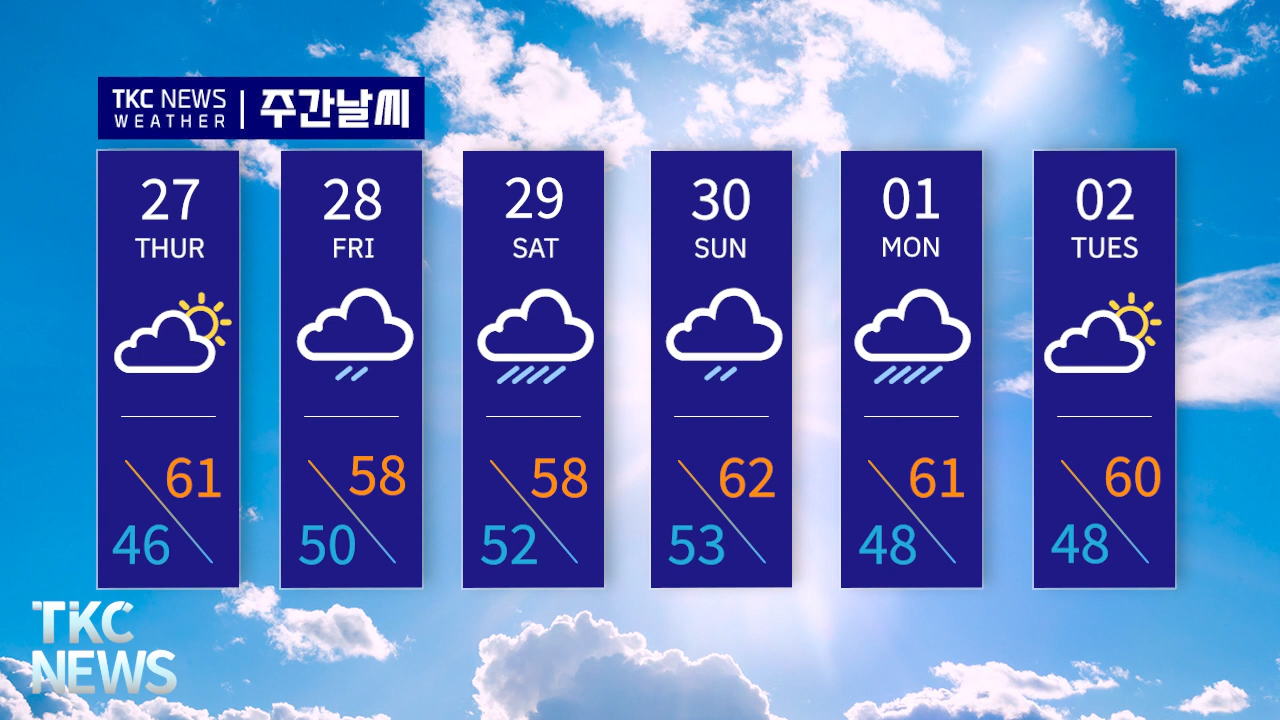 TKC NEWS
WEATHER
주간날씨
27
THUR
61
46
28
FRI
58
50
29
SAT
58
52
30
SUN
62
53
01
MON
61
48
02
TUES
60
48
TKC
NEWS